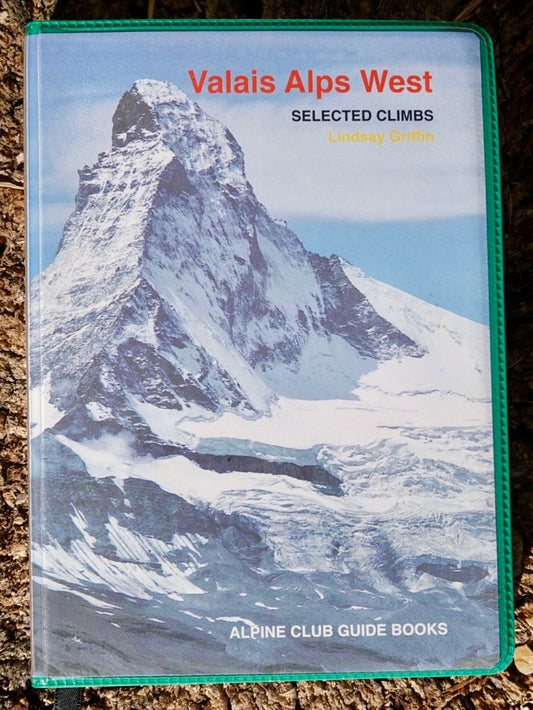 Valais Alps West
SELECTED CLIMBS
Lindsay Griffin
ALPINE CLUB GUIDE BOOKS